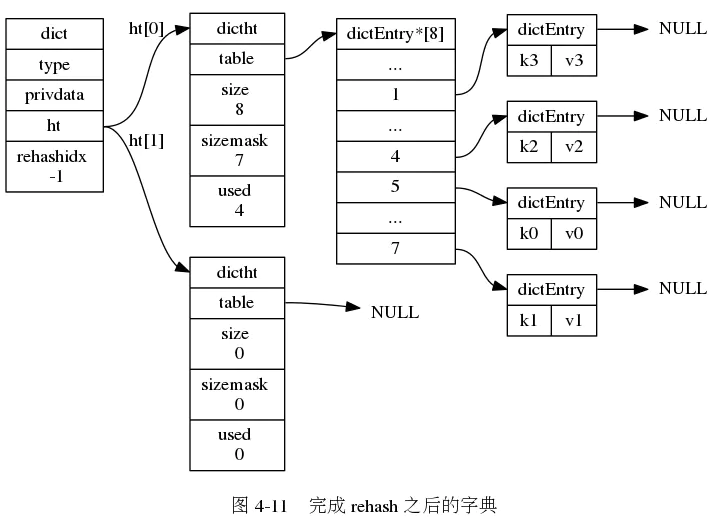 dict
type
privdata
ht
rehashidx
-1
ht[0]
ht[1]
dictht
table
size
8
sizemask
7
used
4
dictht
table
size
0
sizemask
0
used
0
NULL
dictEntry*[8]
...
1
...
4
5
...
7
dictEntry
k3 v3
NULL
dictEntry
k2 v2
NULL
dictEntry
k0 v0
NULL
dictEntry
k1 v1
NULL
图 4-11 完成 rehash 之后的字典